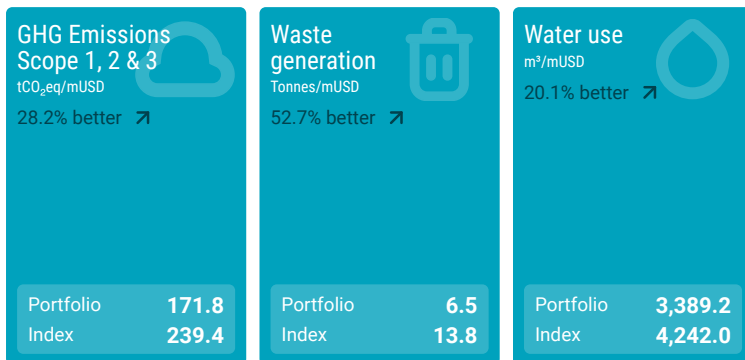 GHG Emissions
Scope 1, 2 & 3
tCO₂eq/mUSD
28.2% better
Portfolio 171.8
Index 239.4
Waste
generation
Tonnes/mUSD
52.7% better
Portfolio 6.5
Index 13.8
Water use
m³/mUSD
20.1% better
Portfolio 3,389.2
Index 4,242.0